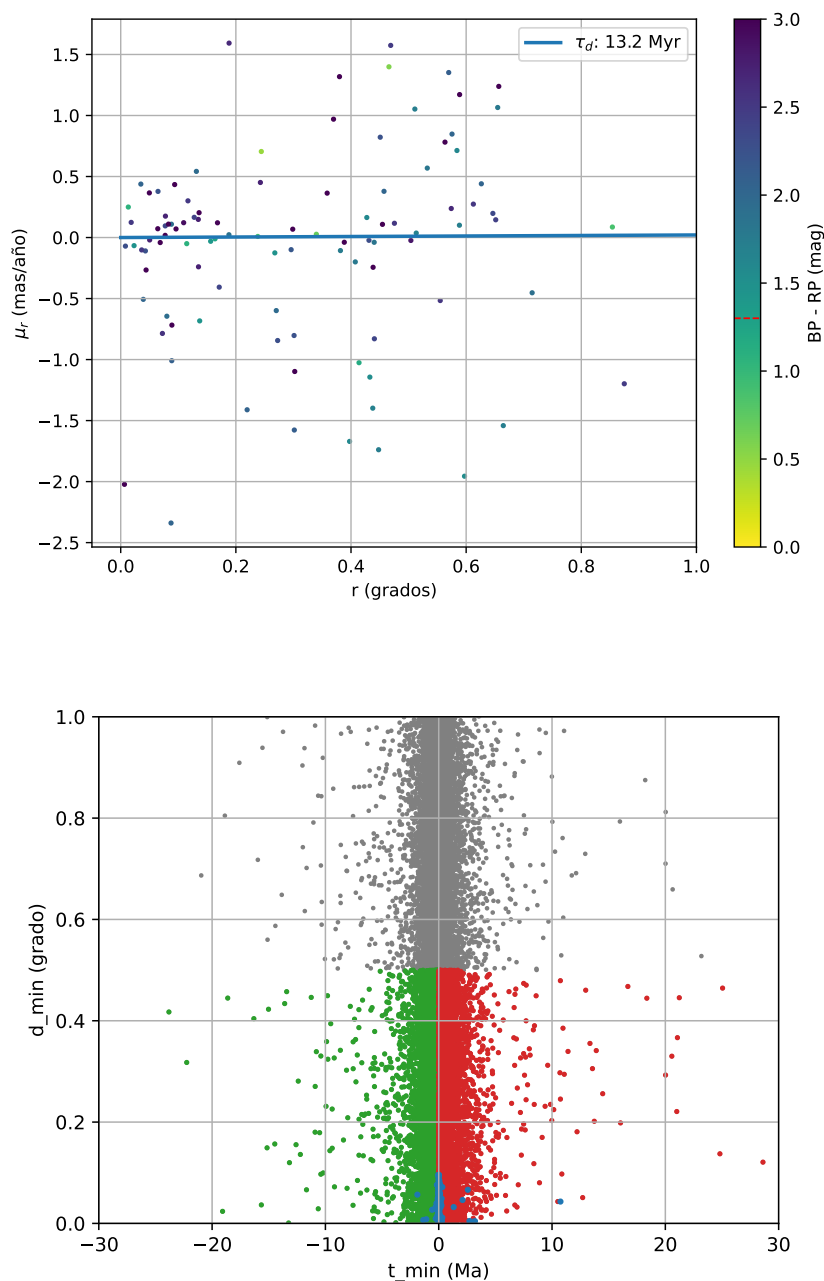 τ_d: 13.2 Myr
1.5
1.0
0.5
0.0
−0.5
−1.0
−1.5
−2.0
−2.5
μ_r (mas/año)
0.0 0.2 0.4 0.6 0.8 1.0
r (grados)
3.0
2.5
2.0
1.5
1.0
0.5
0.0
BP - RP (mag)
1.0
0.8
0.6
0.4
0.2
0.0
d_min (grado)
−30 −20 −10 0 10 20 30
t_min (Ma)